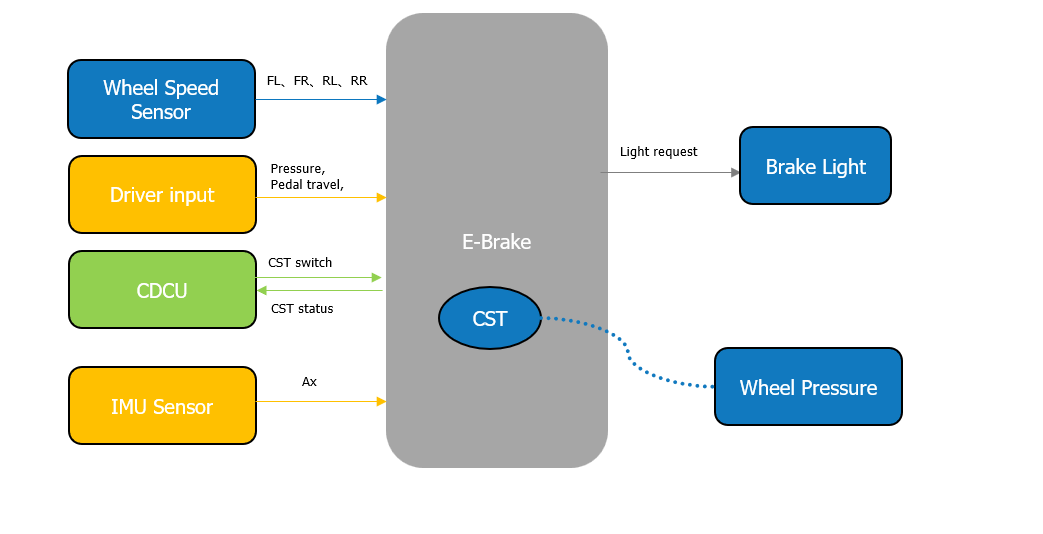 Wheel Speed
Sensor
FL、FR、RL、RR
Driver input
Pressure,
Pedal travel,
CDCU
CST switch
CST status
IMU Sensor
Ax
E-Brake
CST
Light request
Brake Light
Wheel Pressure